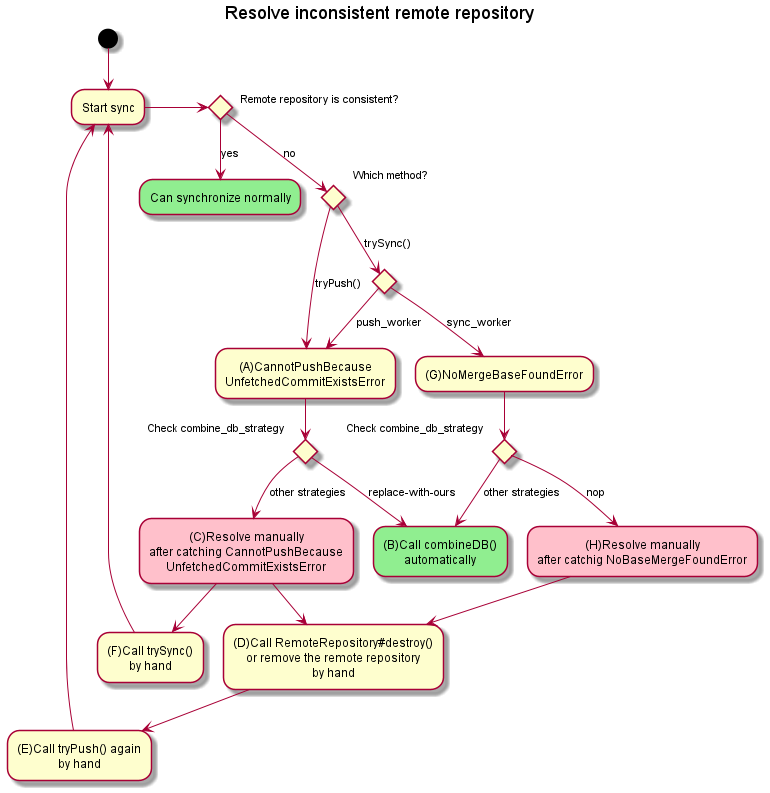 Resolve inconsistent remote repository
Start sync
Remote repository is consistent?
yes
no
Can synchronize normally
Which method?
trySync()
tryPush()
push_worker
sync_worker
(A)CannotPushBecause
UnfetchedCommitExistsError
(G)NoMergeBaseFoundError
Check combine_db_strategy
Check combine_db_strategy
other strategies
replace-with-ours
other strategies
nop
(C)Resolve manually
after catching CannotPushBecause
UnfetchedCommitExistsError
(B)Call combineDB()
automatically
(H)Resolve manually
after catchig NoBaseMergeFoundError
(F)Call trySync()
by hand
(D)Call RemoteRepository#destroy()
or remove the remote repository
by hand
(E)Call tryPush() again
by hand